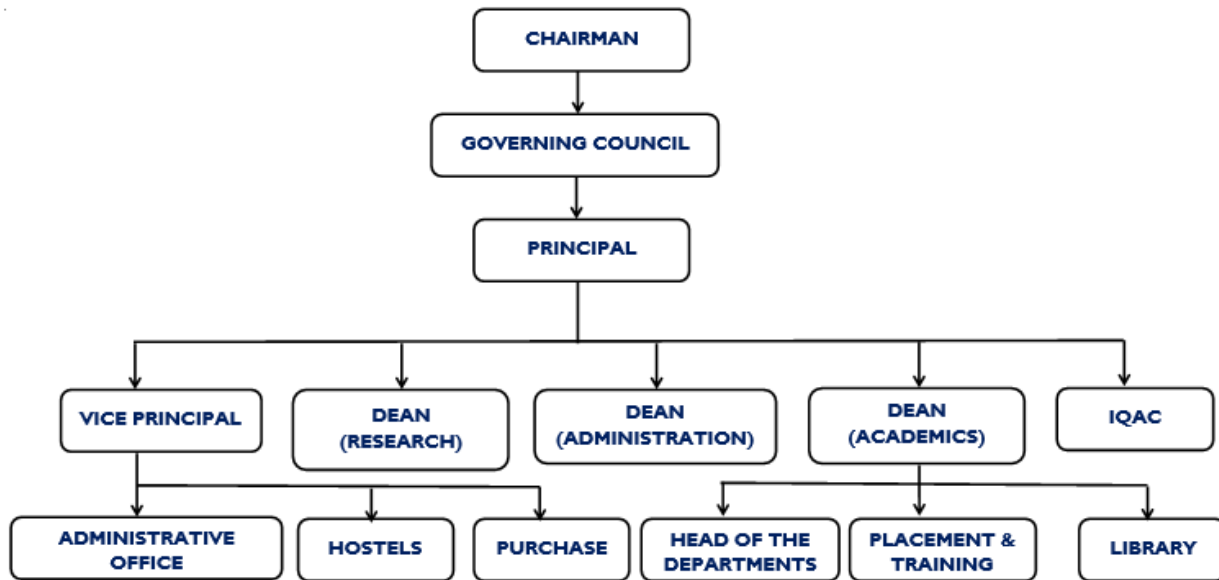 CHAIRMAN
GOVERNING COUNCIL
PRINCIPAL
VICE PRINCIPAL
DEAN
(RESEARCH)
DEAN
(ADMINISTRATION)
DEAN
(ACADEMICS)
IQAC
ADMINISTRATIVE
OFFICE
HOSTELS
PURCHASE
HEAD OF THE
DEPARTMENTS
PLACEMENT &
TRAINING
LIBRARY